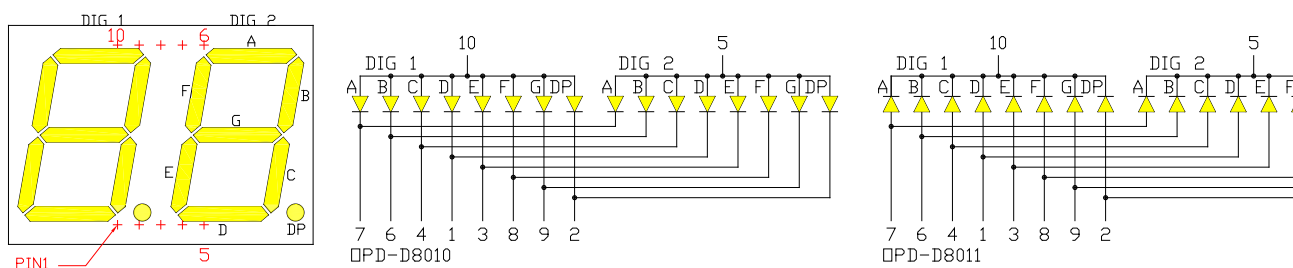 DIG 1 DIG 2
10 6
A
F B
G
E C
D DP
5
PIN1
10 5
DIG 1 DIG 2
A B C D E F G DP A B C D E F G DP
7 6 4 1 3 8 9 2
OPD-D8010
10 5
DIG 1 DIG 2
A B C D E F G DP A B C D E F
7 6 4 1 3 8 9 2
OPD-D8011